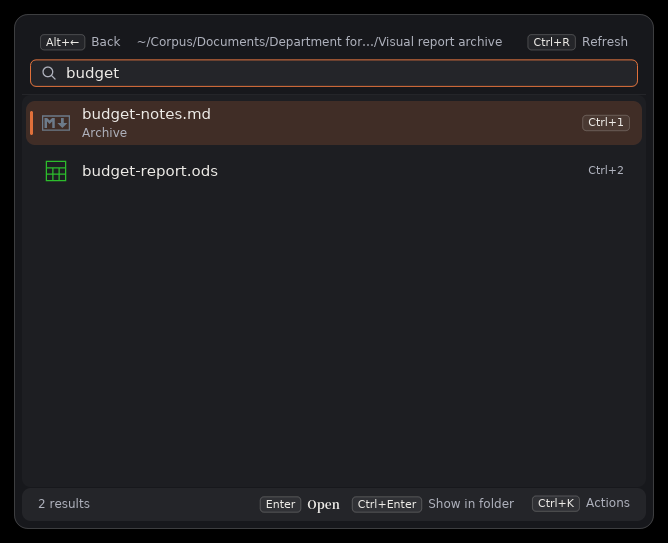 Alt+← Back ~/Corpus/Documents/Department for…/Visual report archive Ctrl+R Refresh
budget
budget-notes.md Ctrl+1
Archive
budget-report.ods Ctrl+2
2 results Enter Open Ctrl+Enter Show in folder Ctrl+K Actions